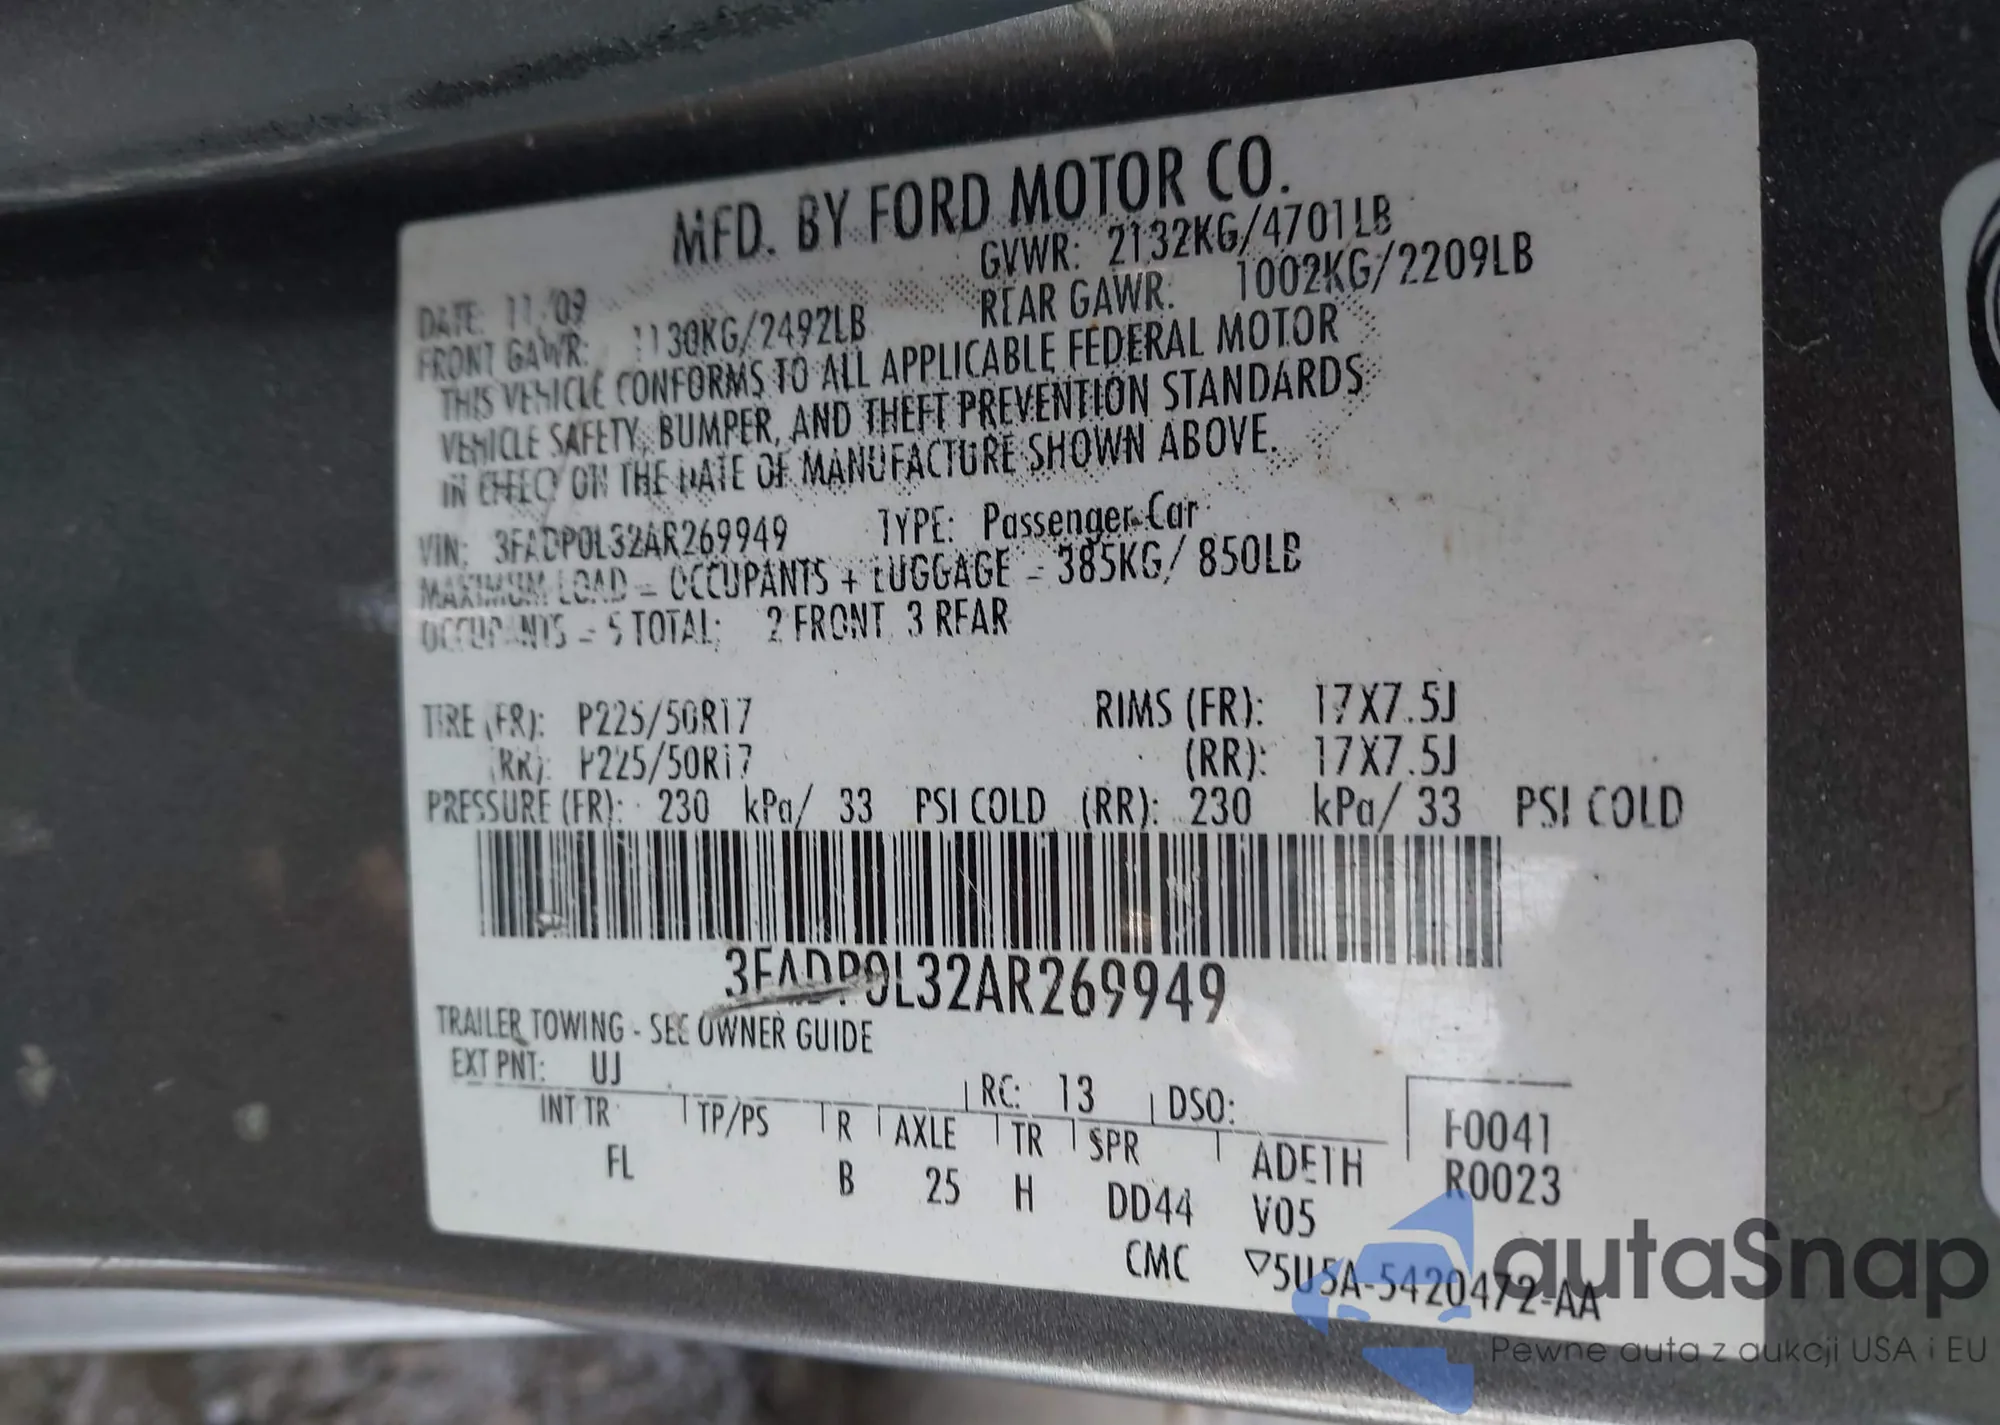 MFD. BY FORD MOTOR CO.
DATE: 11/09 GVWR: 2132KG/4701LB
FRONT GAWR: 1130KG/2492LB REAR GAWR: 1002KG/2209LB
THIS VEHICLE CONFORMS TO ALL APPLICABLE FEDERAL MOTOR
VEHICLE SAFETY, BUMPER, AND THEFT PREVENTION STANDARDS
IN EFFECT ON THE DATE OF MANUFACTURE SHOWN ABOVE.
VIN: 3FADP0L32AR269949 TYPE: Passenger Car
MAXIMUM LOAD = OCCUPANTS + LUGGAGE = 385KG/ 850LB
OCCUPANTS = 5 TOTAL: 2 FRONT 3 REAR
TIRE (FR): P225/50R17 RIMS (FR): 17X7.5J
(RR): P225/50R17 (RR): 17X7.5J
PRESSURE (FR): 230 kPa/ 33 PSI COLD (RR): 230 kPa/ 33 PSI COLD
3FADP0L32AR269949
TRAILER TOWING - SEE OWNER GUIDE
EXT PNT: UJ RC: 13 DSO: F0041
INT TR TP/PS R AXLE TR SPR ADETH R0023
FL B 25 H DD44 V05
CMC ▽5U5A-5420472-AA
autaSnap
Pewne auta z aukcji USA i EU